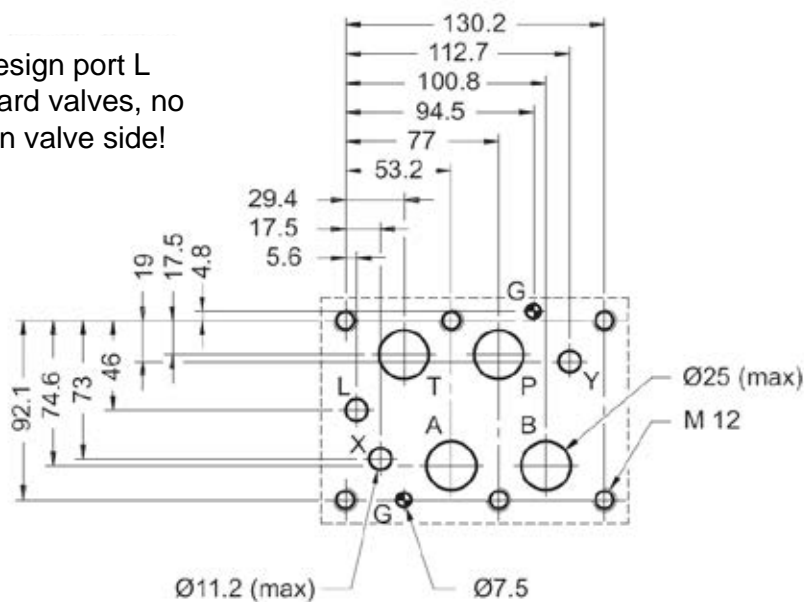 130.2
112.7
esign port L
100.8
ard valves, no
94.5
n valve side!
77
53.2
29.4
17.5
5.6
19
17.5
4.8
G
92.1
74.6
73
46
L
T
P
Y
Ø25 (max)
A
B
M 12
X
G
Ø11.2 (max)
Ø7.5